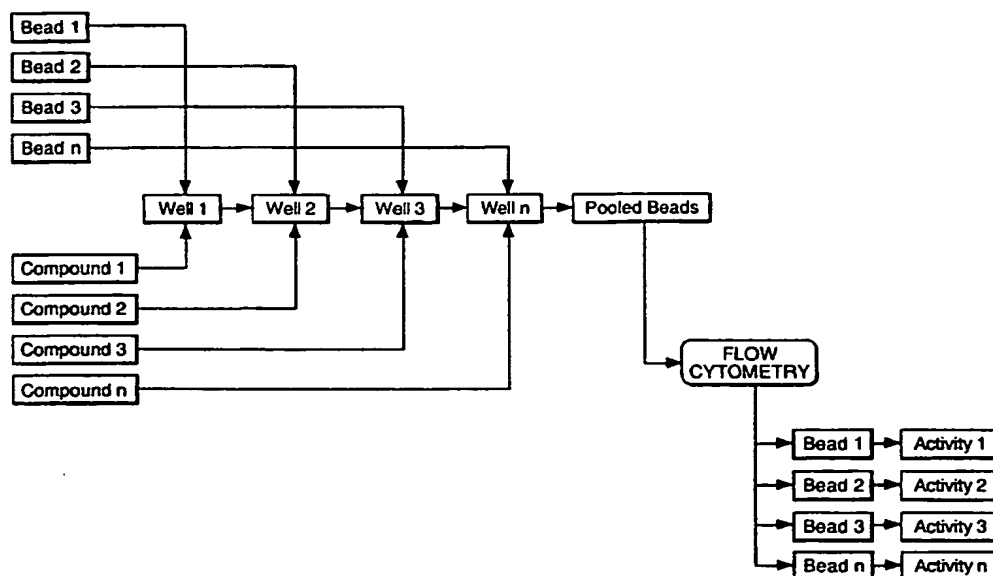 Bead 1
Bead 2
Bead 3
Bead n
Well 1
Well 2
Well 3
Well n
Pooled Beads
Compound 1
Compound 2
Compound 3
Compound n
FLOW
CYTOMETRY
Bead 1
Activity 1
Bead 2
Activity 2
Bead 3
Activity 3
Bead n
Activity n